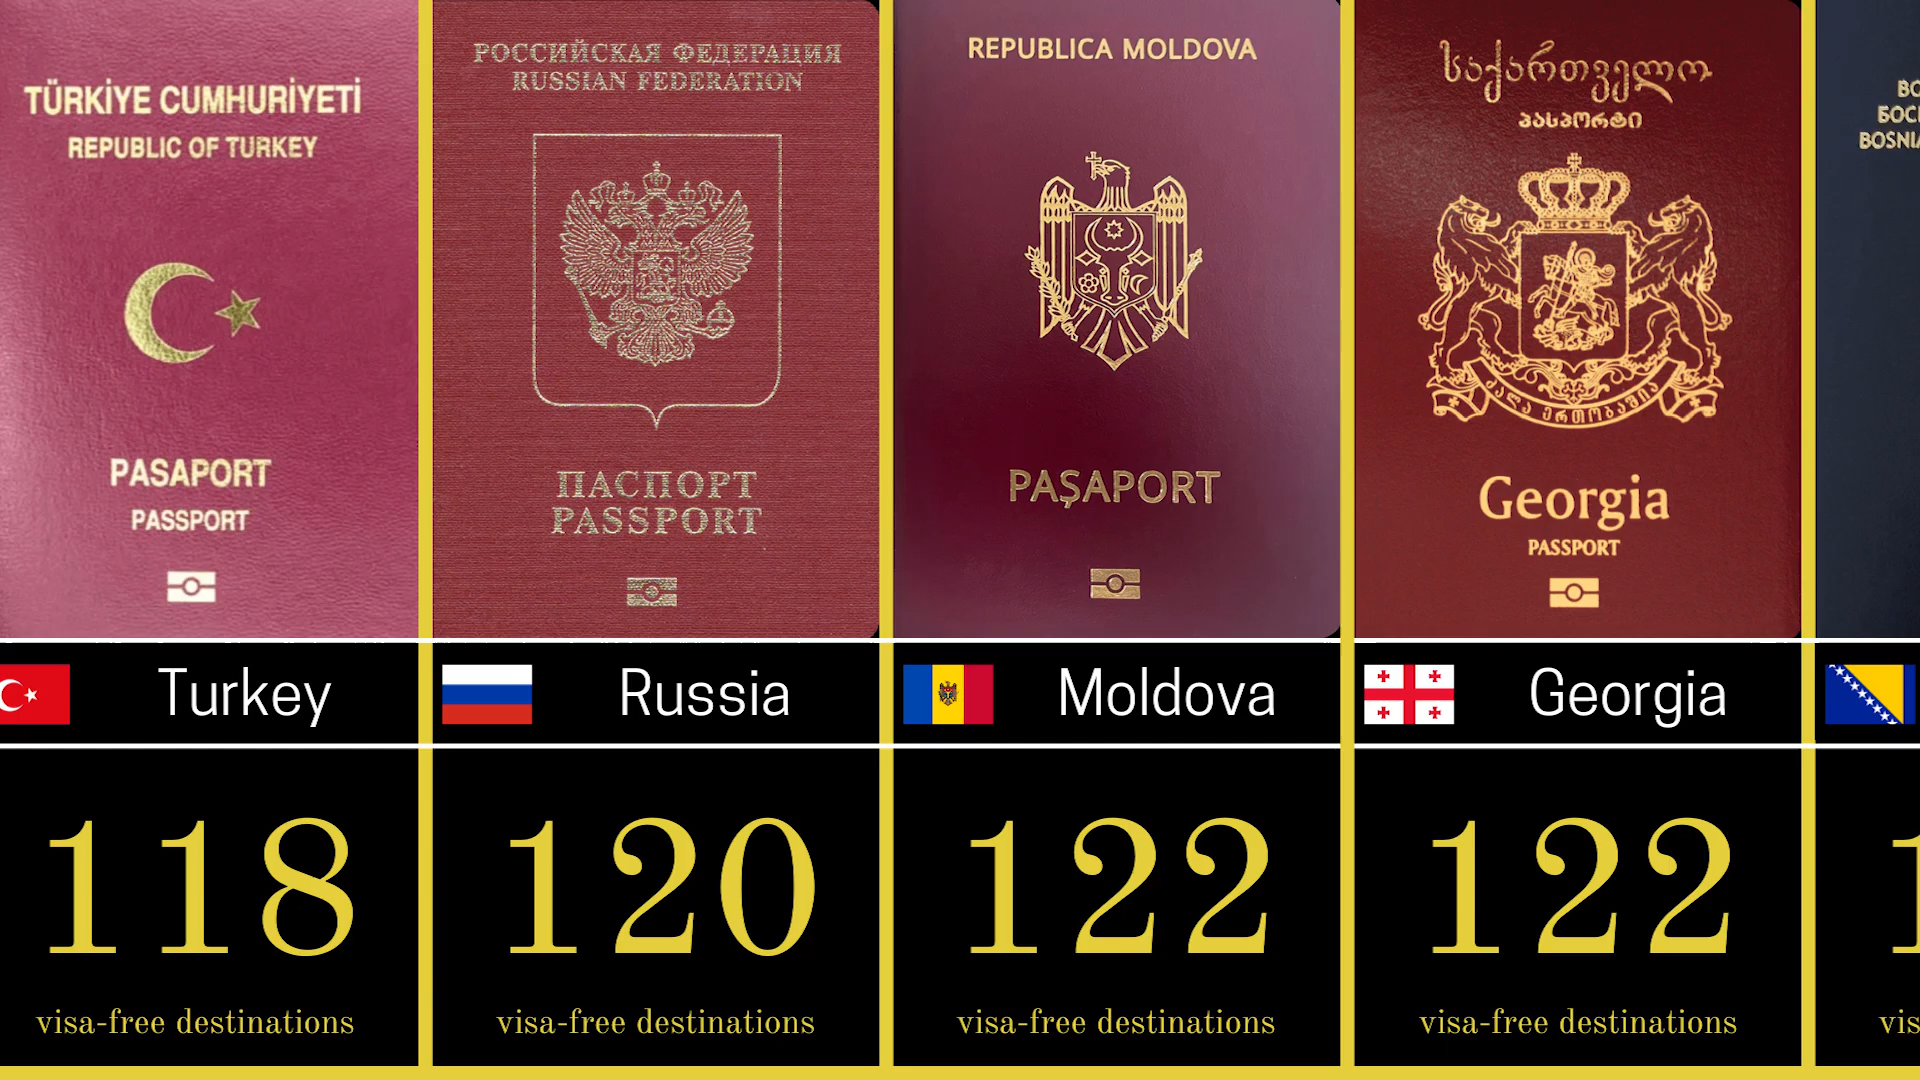 TÜRKİYE CUMHURİYETİ
REPUBLIC OF TURKEY
PASAPORT
PASSPORT
Turkey
118
visa-free destinations
РОССИЙСКАЯ ФЕДЕРАЦИЯ
RUSSIAN FEDERATION
ПАСПОРТ
PASSPORT
Russia
120
visa-free destinations
REPUBLICA MOLDOVA
PAŞAPORT
Moldova
122
visa-free destinations
საქართველო
პასპორტი
ძალა ერთობაშია
Georgia
PASSPORT
Georgia
122
visa-free destinations